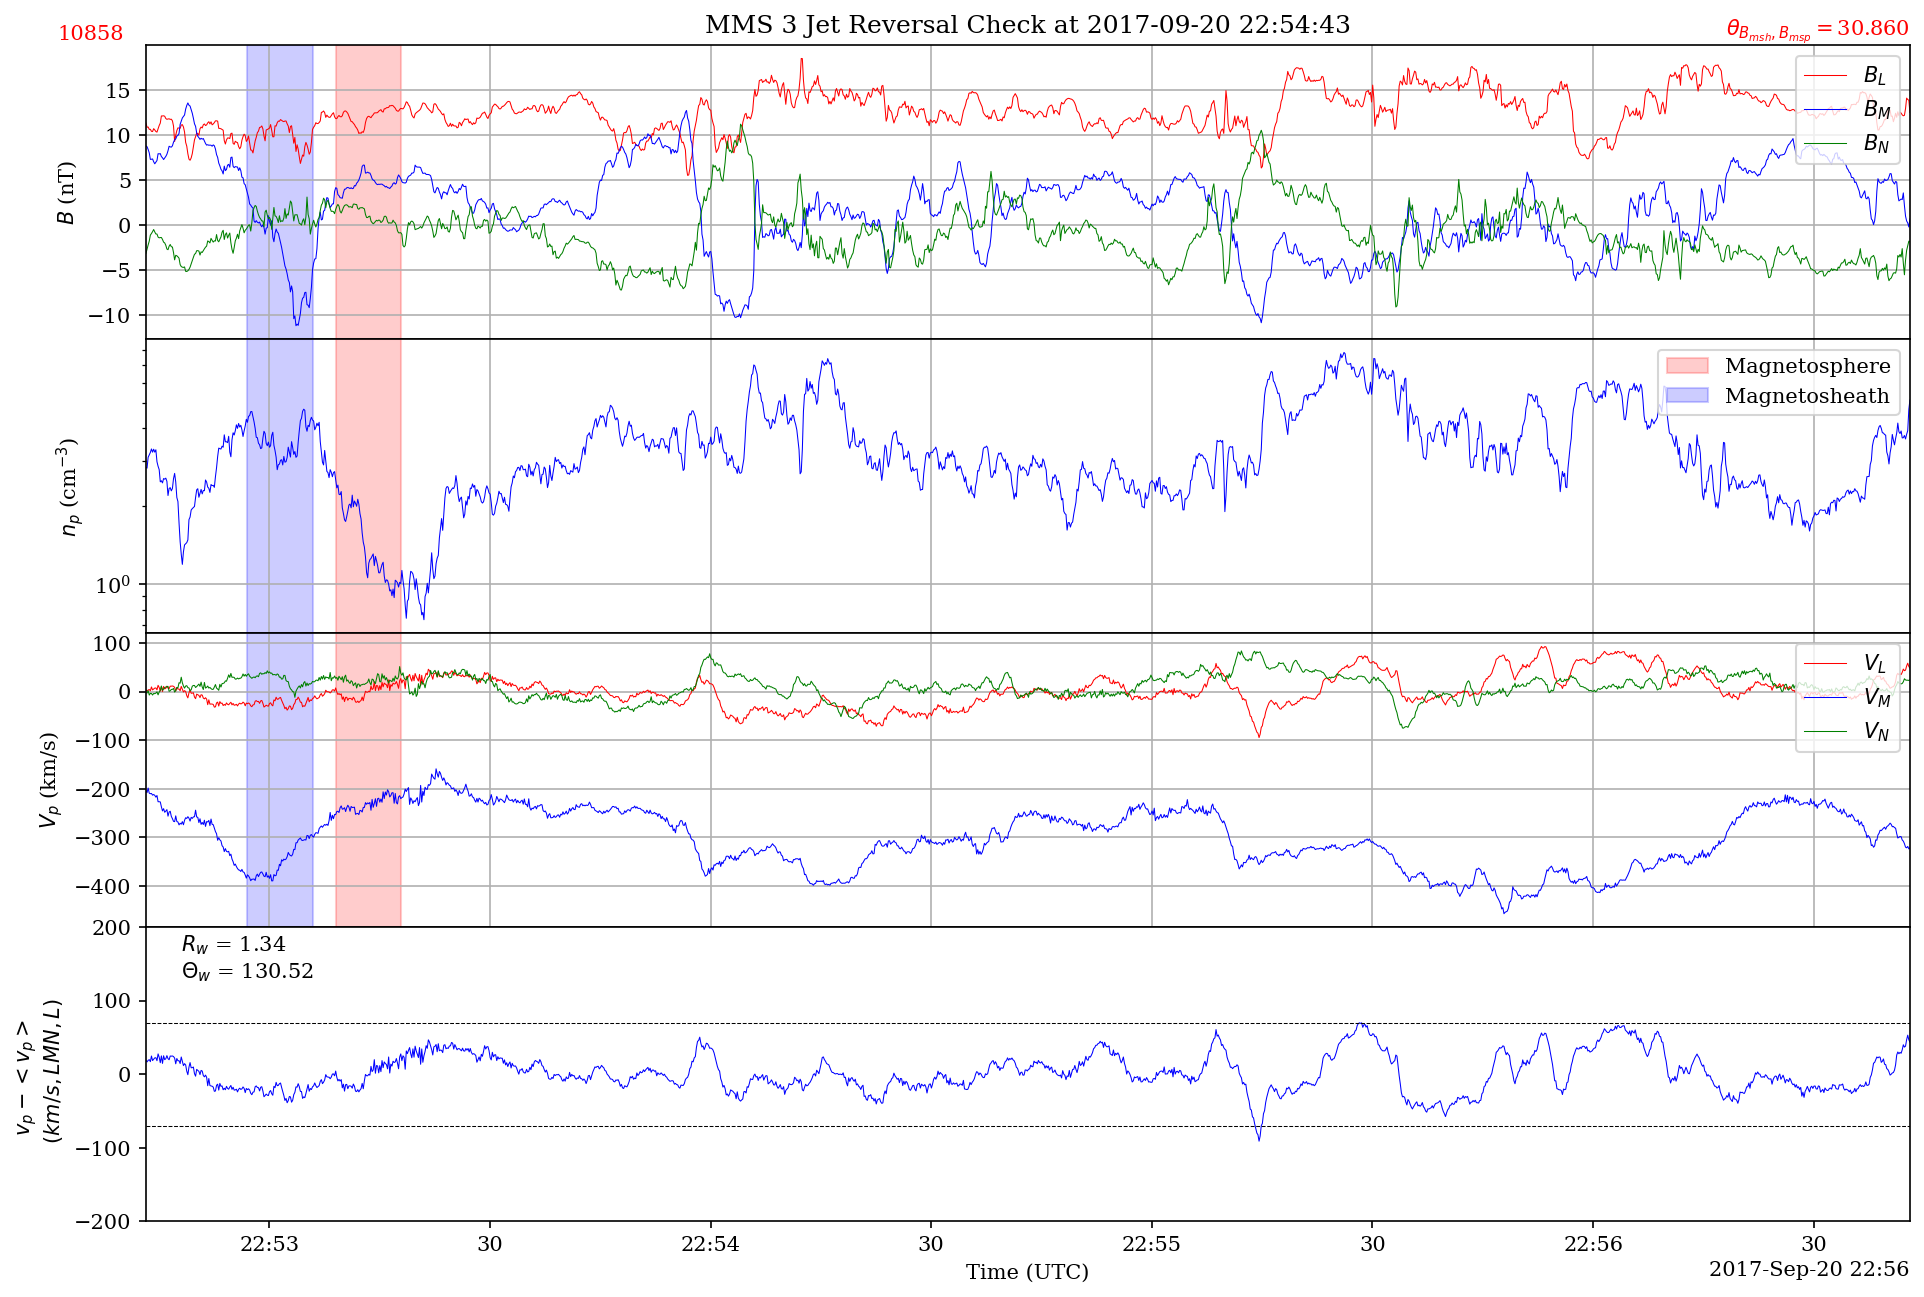 MMS 3 Jet Reversal Check at 2017-09-20 22:54:43
10858
θ_{B_{msh}, B_{msp}} = 30.860
15
10
5
0
−5
−10
B (nT)
B_L
B_M
B_N
10^0
n_p (cm^{−3})
Magnetosphere
Magnetosheath
100
0
−100
−200
−300
−400
V_p (km/s)
V_L
V_M
V_N
200
100
0
−100
−200
v_p − < v_p >
(km/s, LMN, L)
R_w = 1.34
Θ_w = 130.52
22:53
30
22:54
30
22:55
30
22:56
30
Time (UTC)
2017-Sep-20 22:56